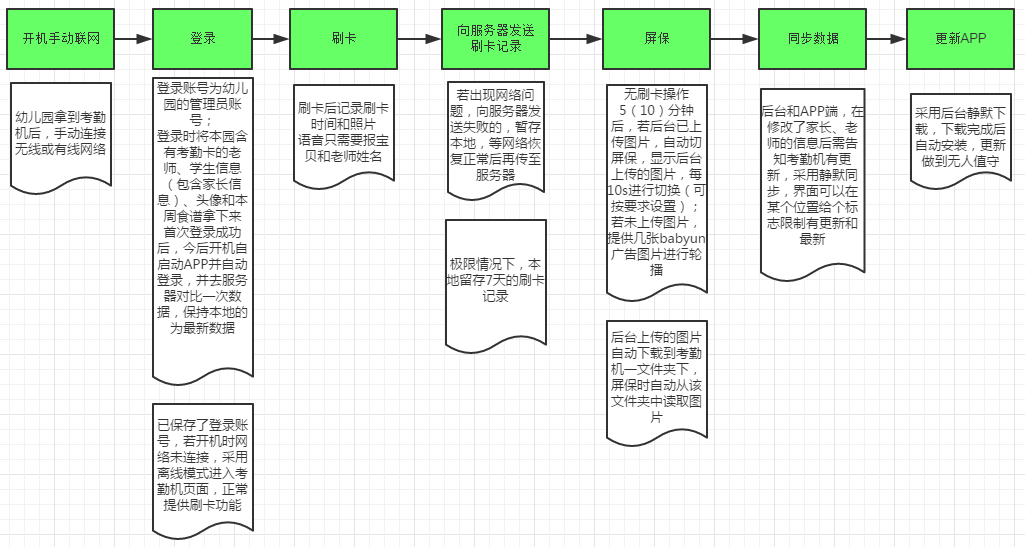 开机手动联网
登录
刷卡
向服务器发送
刷卡记录
屏保
同步数据
更新APP
幼儿园拿到考勤
机后，手动连接
无线或有线网络
登录账号为幼儿
园的管理员账
号；
登录时将本园含
有考勤卡的老
师、学生信息
（包含家长信
息）、头像和本
周食谱拿下来
首次登录成功
后，今后开机自
启动APP并自动
登录，并去服务
器对比一次数
据，保持本地的
为最新数据
已保存了登录账
号，若开机时网
络未连接，采用
离线模式进入考
勤机页面，正常
提供刷卡功能
刷卡后记录刷卡
时间和照片
语音只需要报宝
贝和老师姓名
若出现网络问
题，向服务器发
送失败的，暂存
本地，等网络恢
复正常后再传至
服务器
极限情况下，本
地留存7天的刷卡
记录
无刷卡操作
5（10）分钟
后，若后台已上
传图片，自动切
屏保，显示后台
上传的图片，每
10s进行切换（可
按要求设置）；
若未上传图片，
提供几张babyun
广告图片进行轮
播
后台上传的图片
自动下载到考勤
机一文件夹下，
屏保时自动从该
文件夹中读取图
片
后台和APP端，在
修改了家长、老
师的信息后需告
知考勤机有更
新，采用静默同
步，界面可以在
某个位置给个标
志限制有更新和
最新
采用后台静默下
载，下载完成后
自动安装，更新
做到无人值守